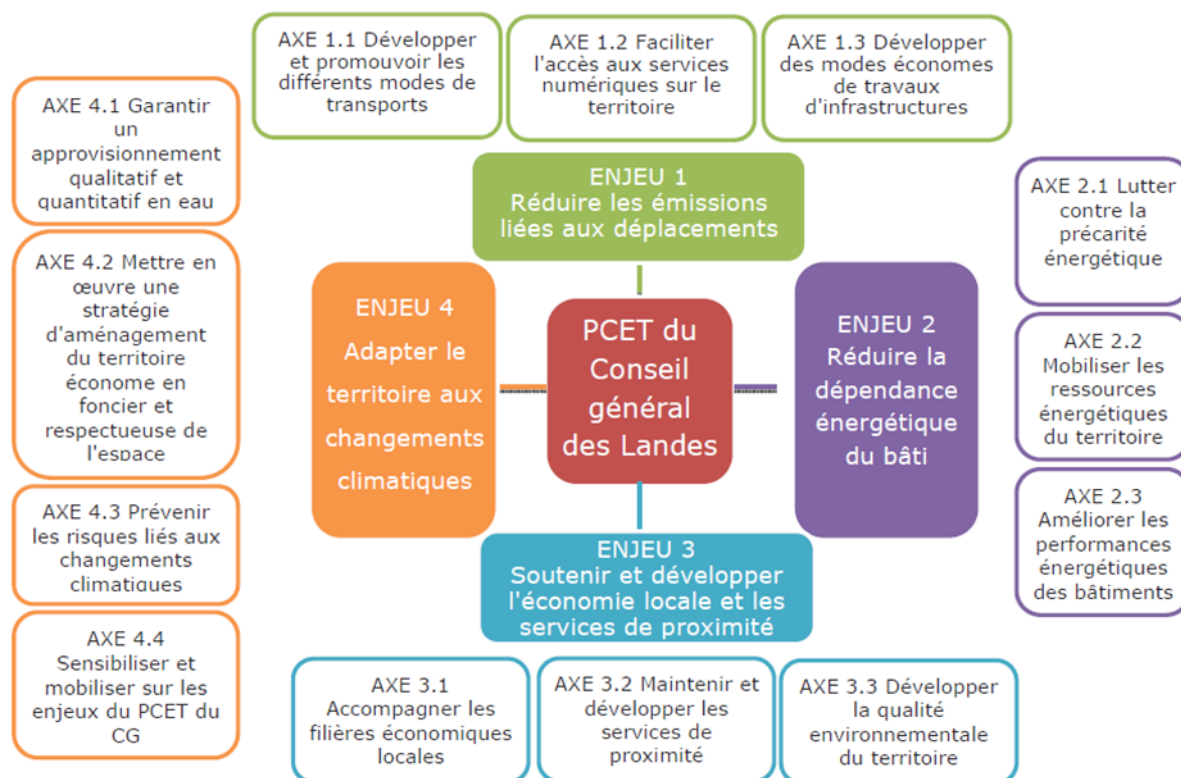 AXE 1.1 Développer
et promouvoir les
différents modes de
transports
AXE 1.2 Faciliter
l'accès aux services
numériques sur le
territoire
AXE 1.3 Développer
des modes économes
de travaux
d'infrastructures
ENJEU 1
Réduire les émissions
liées aux déplacements
AXE 4.1 Garantir
un
approvisionnement
qualitatif et
quantitatif en eau
AXE 4.2 Mettre en
œuvre une
stratégie
d'aménagement
du territoire
économe en
foncier et
respectueuse de
l'espace
AXE 4.3 Prévenir
les risques liés aux
changements
climatiques
AXE 4.4
Sensibiliser et
mobiliser sur les
enjeux du PCET du
CG
ENJEU 4
Adapter le
territoire aux
changements
climatiques
PCET du
Conseil
général
des Landes
ENJEU 2
Réduire la
dépendance
énergétique
du bâti
AXE 2.1 Lutter
contre la
précarité
énergétique
AXE 2.2
Mobiliser les
ressources
énergétiques
du territoire
AXE 2.3
Améliorer les
performances
énergétiques
des bâtiments
ENJEU 3
Soutenir et développer
l'économie locale et les
services de proximité
AXE 3.1
Accompagner les
filières économiques
locales
AXE 3.2 Maintenir et
développer les
services de
proximité
AXE 3.3 Développer
la qualité
environnementale
du territoire